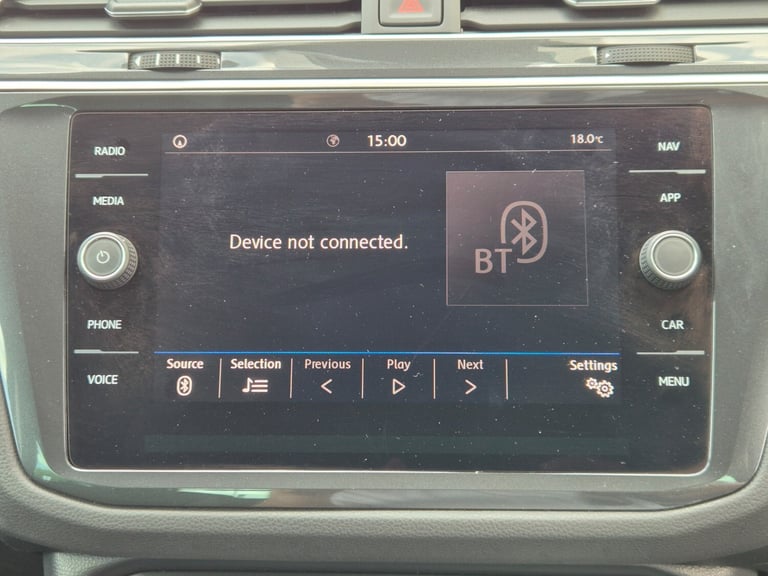 15:00 18.0°C
RADIO
NAV
MEDIA
APP
Device not connected.
BT
PHONE
CAR
Source Selection Previous Play Next Settings
VOICE
MENU